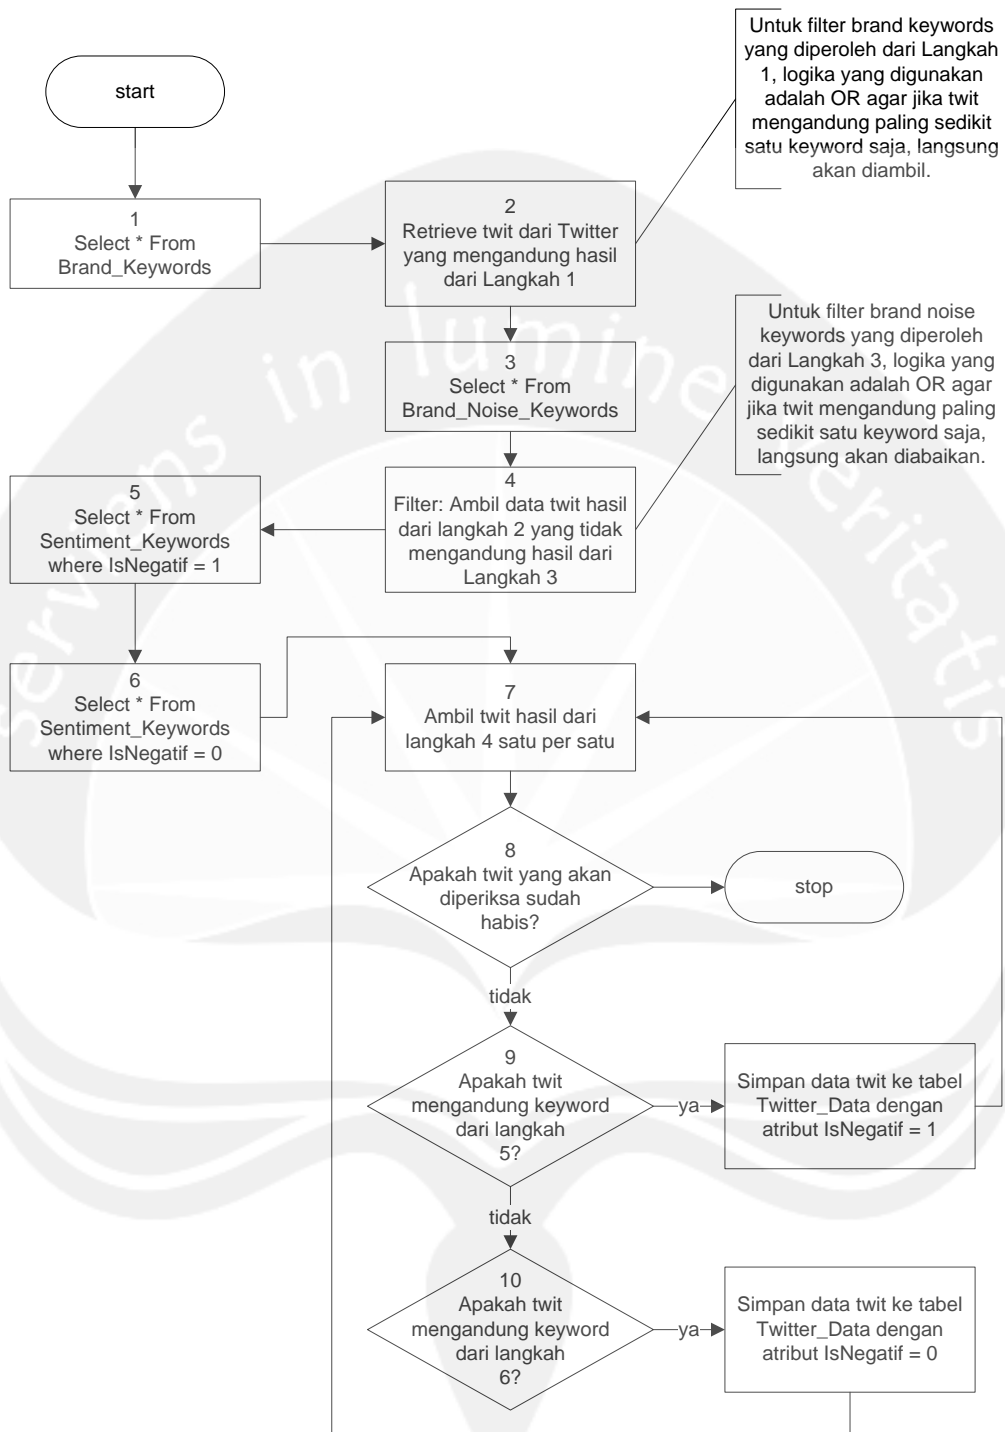 start
Untuk filter brand keywords
yang diperoleh dari Langkah
1, logika yang digunakan
adalah OR agar jika twit
mengandung paling sedikit
satu keyword saja, langsung
akan diambil.
1
Select * From
Brand_Keywords
2
Retrieve twit dari Twitter
yang mengandung hasil
dari Langkah 1
3
Select * From
Brand_Noise_Keywords
Untuk filter brand noise
keywords yang diperoleh
dari Langkah 3, logika yang
digunakan adalah OR agar
jika twit mengandung paling
sedikit satu keyword saja,
langsung akan diabaikan.
4
Filter: Ambil data twit hasil
dari langkah 2 yang tidak
mengandung hasil dari
Langkah 3
5
Select * From
Sentiment_Keywords
where IsNegatif = 1
6
Select * From
Sentiment_Keywords
where IsNegatif = 0
7
Ambil twit hasil dari
langkah 4 satu per satu
8
Apakah twit yang akan
diperiksa sudah
habis?
stop
tidak
9
Apakah twit
mengandung keyword
dari langkah
5?
ya
Simpan data twit ke tabel
Twitter_Data dengan
atribut IsNegatif = 1
tidak
10
Apakah twit
mengandung keyword
dari langkah
6?
ya
Simpan data twit ke tabel
Twitter_Data dengan
atribut IsNegatif = 0
serviens in lumine veritatis